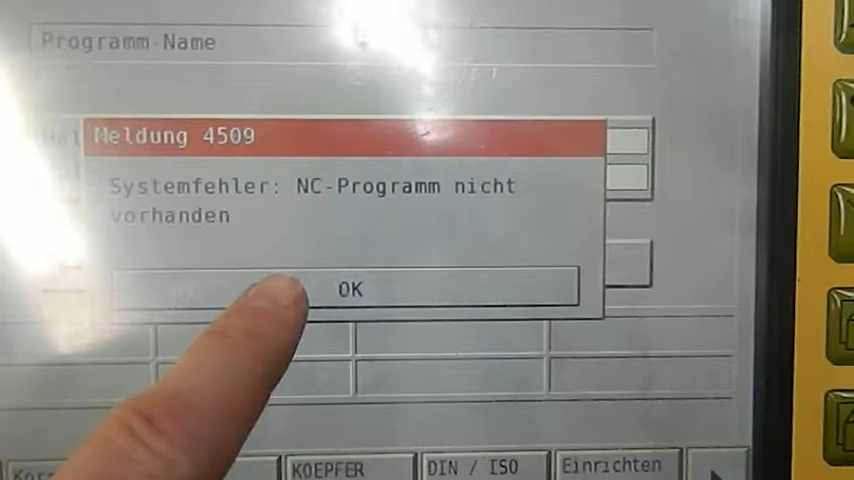 Programm-Name
Meldung 4509
Systemfehler: NC-Programm nicht
vorhanden
OK
KOEPFER
DIN / ISO
Einrichten